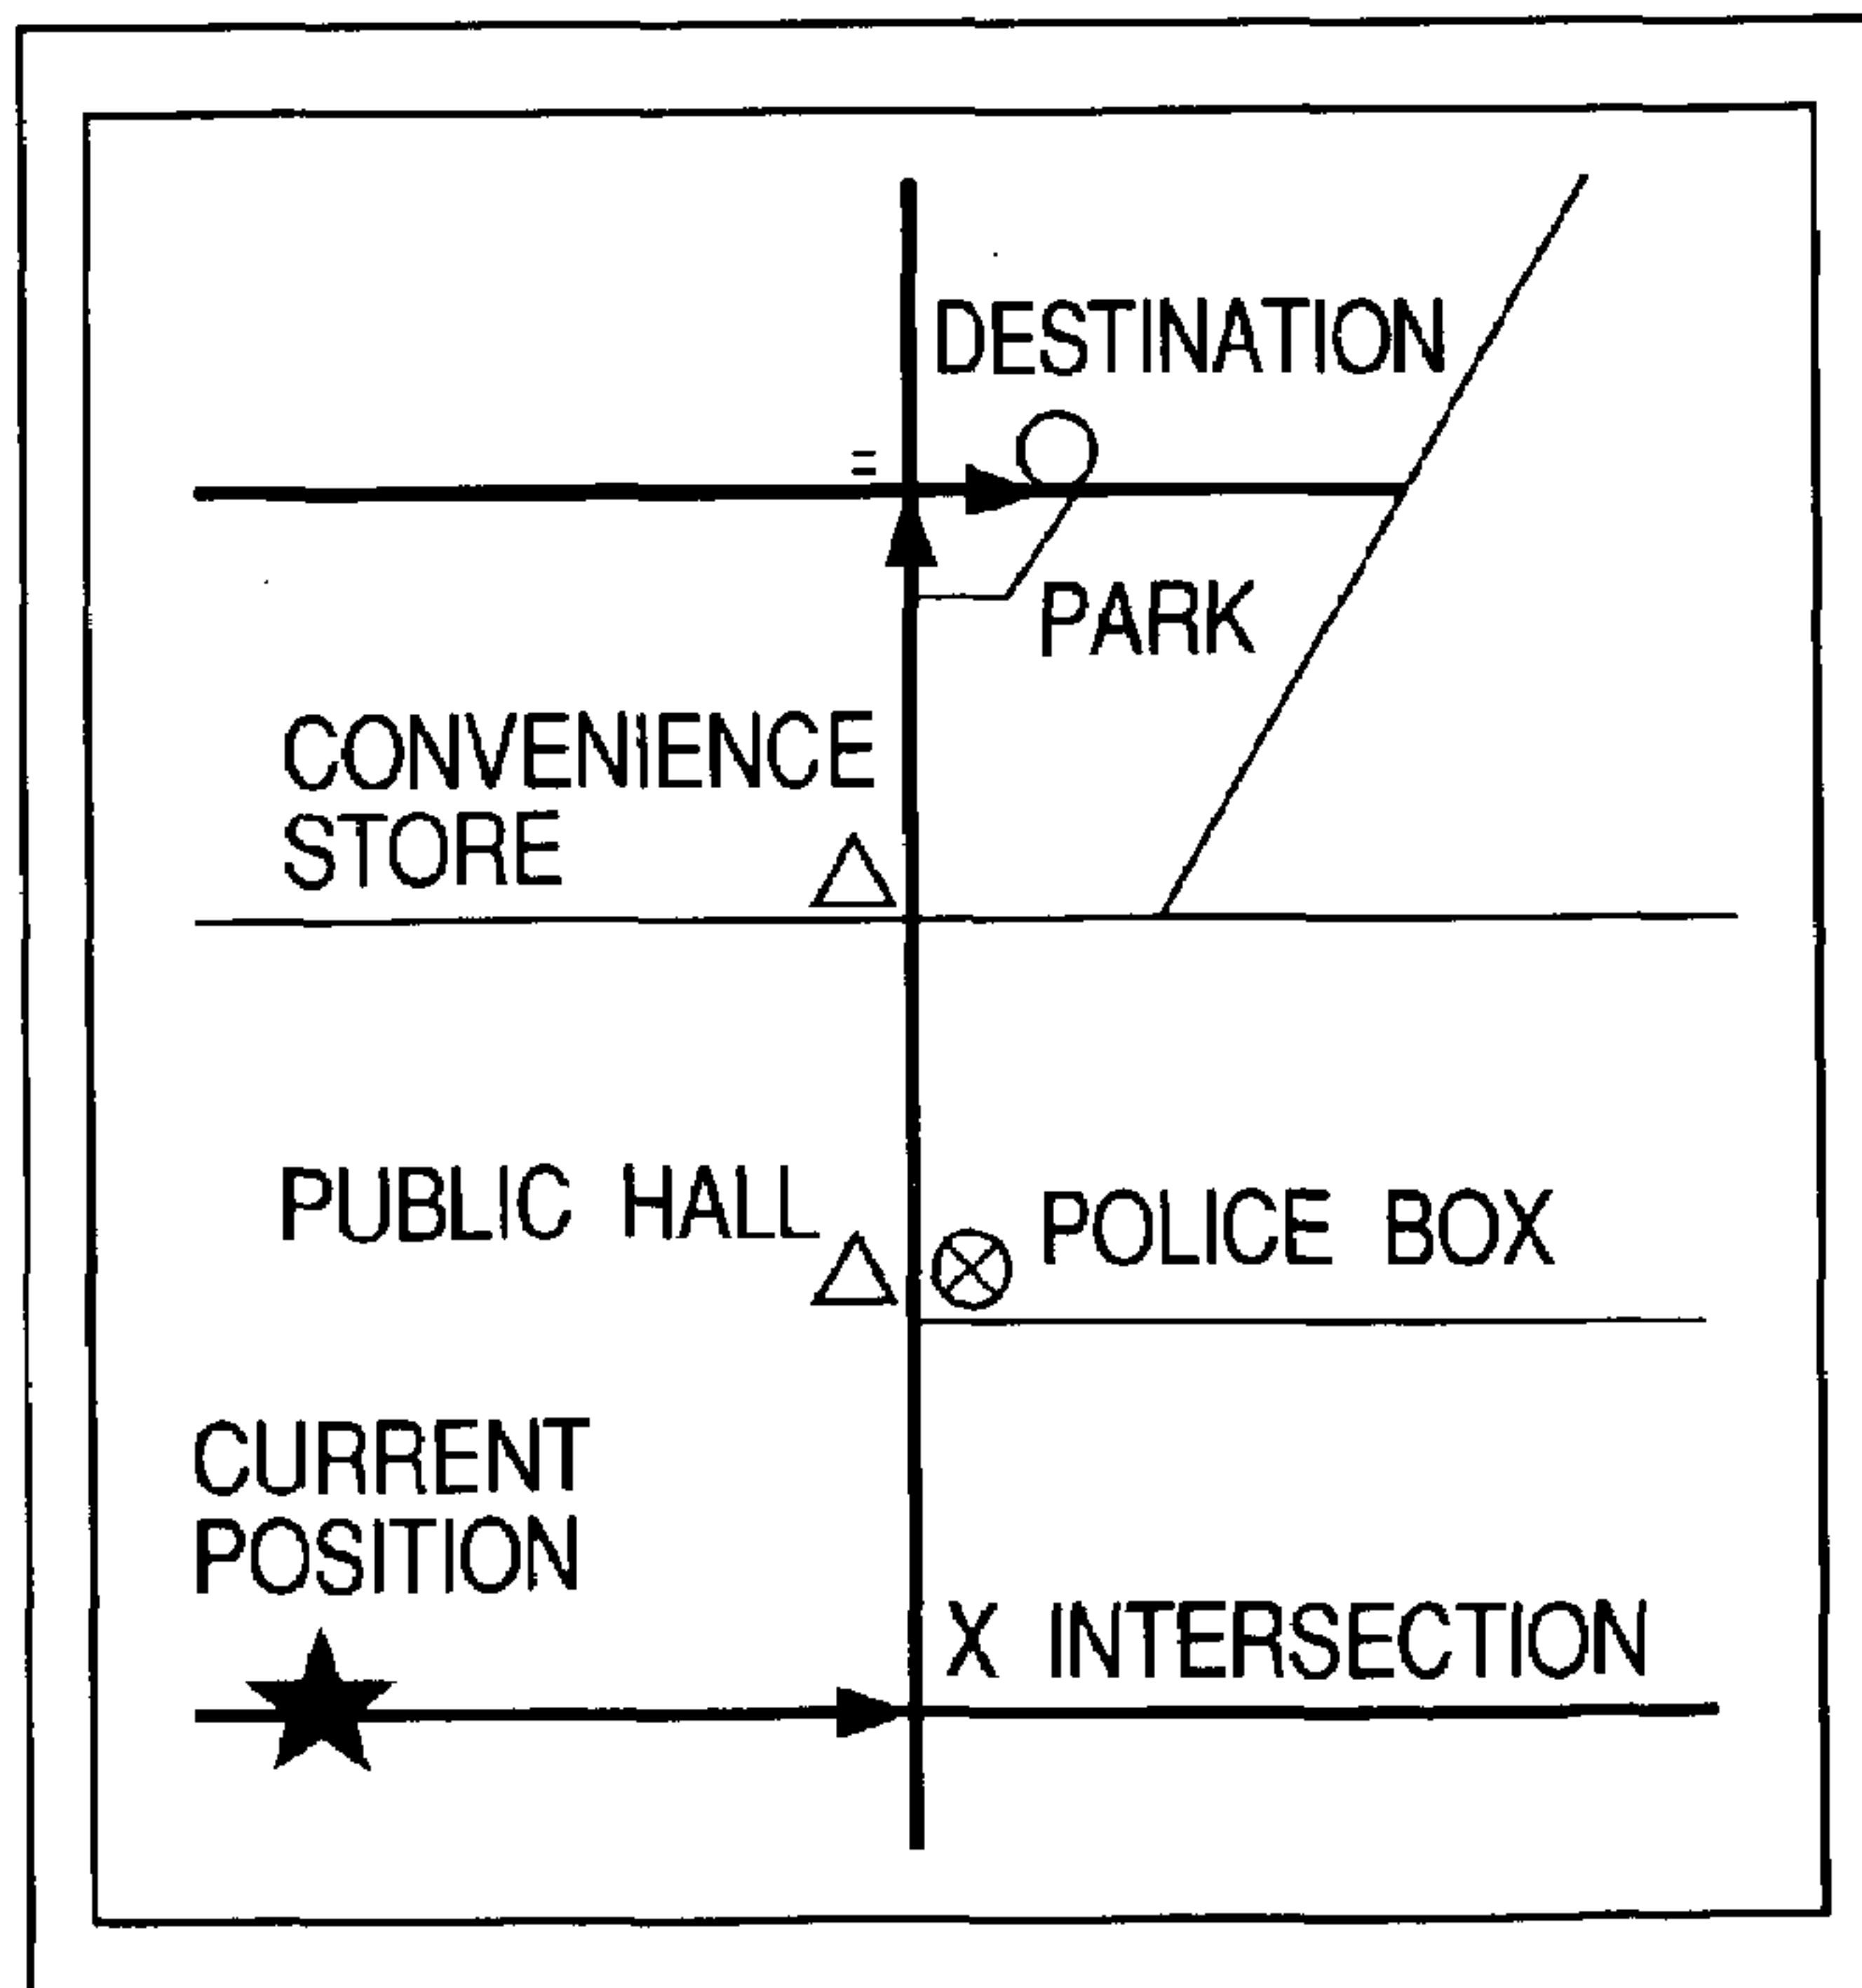 DESTINATION
PARK
CONVENIENCE
STORE
PUBLIC HALL
POLICE BOX
CURRENT
POSITION
X INTERSECTION